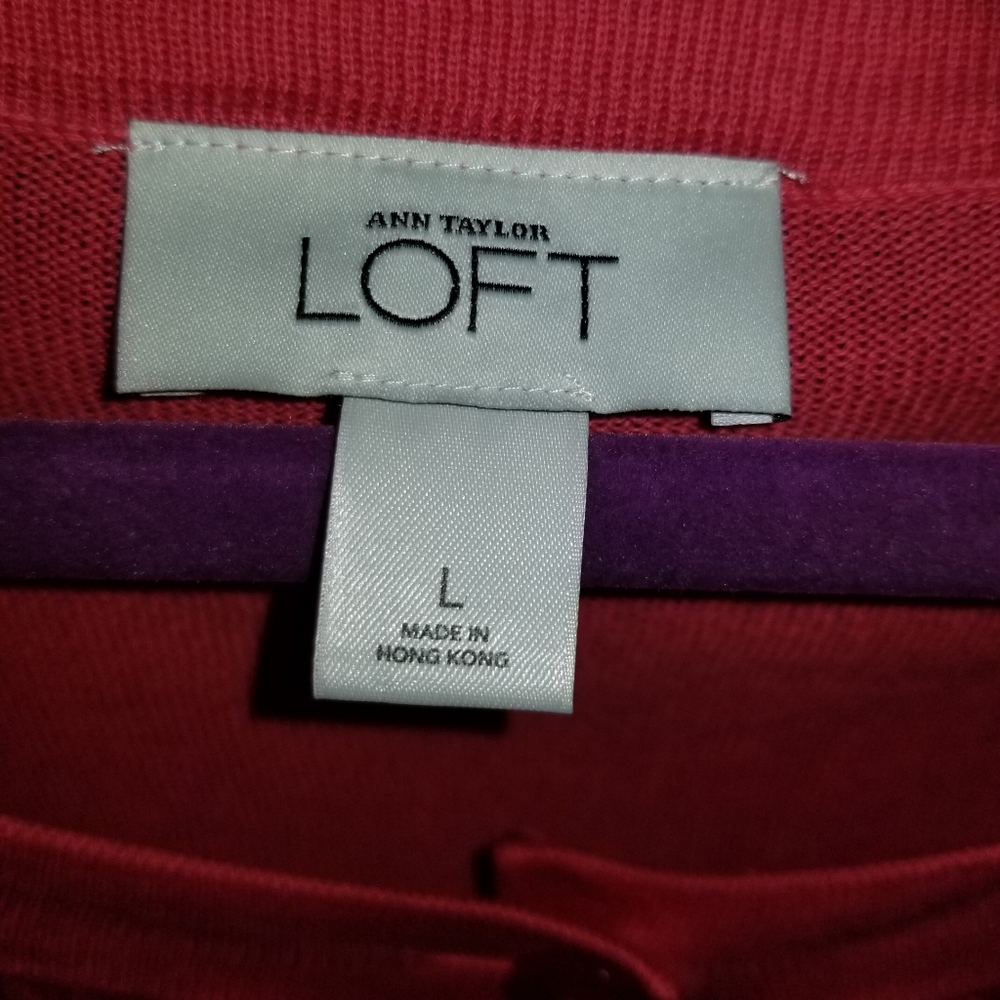 ANN TAYLOR
LOFT
L
MADE IN
HONG KONG